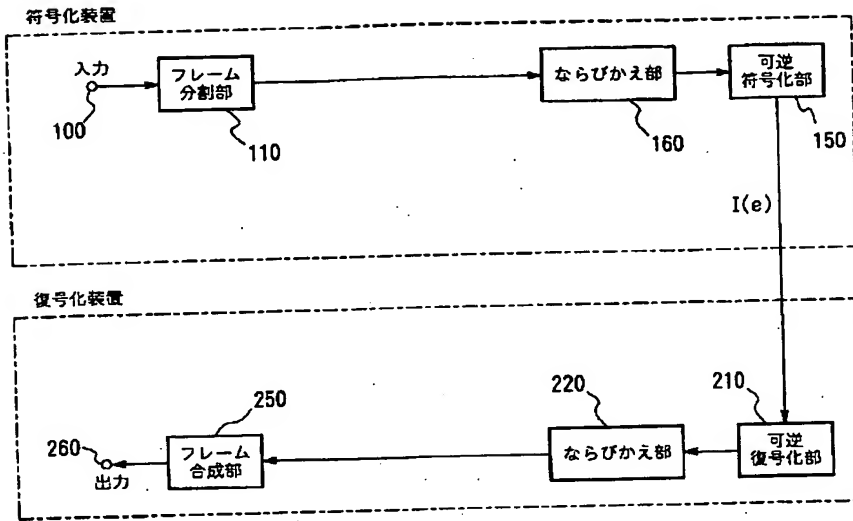 符号化装置
入力
100
フレーム
分割部
110
ならびかえ部
160
可逆
符号化部
150
I(e)
復号化装置
260
出力
250
フレーム
合成部
220
ならびかえ部
210
可逆
復号化部